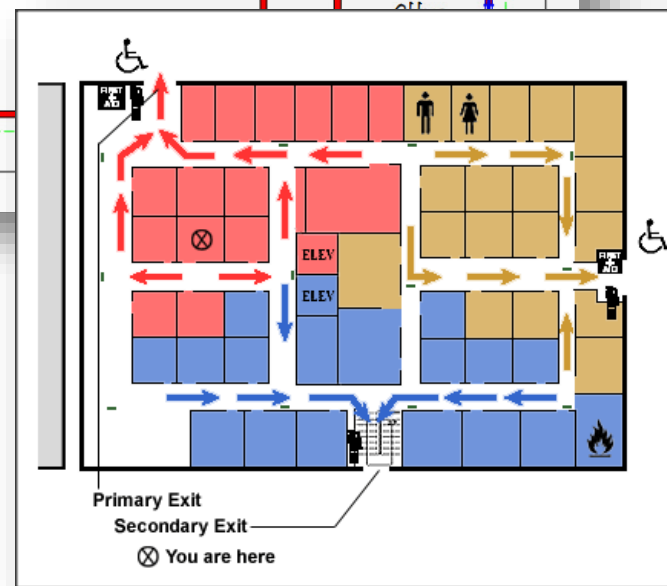 FIRST
AID
ELEV
ELEV
FIRST
AID
Primary Exit
Secondary Exit
You are here